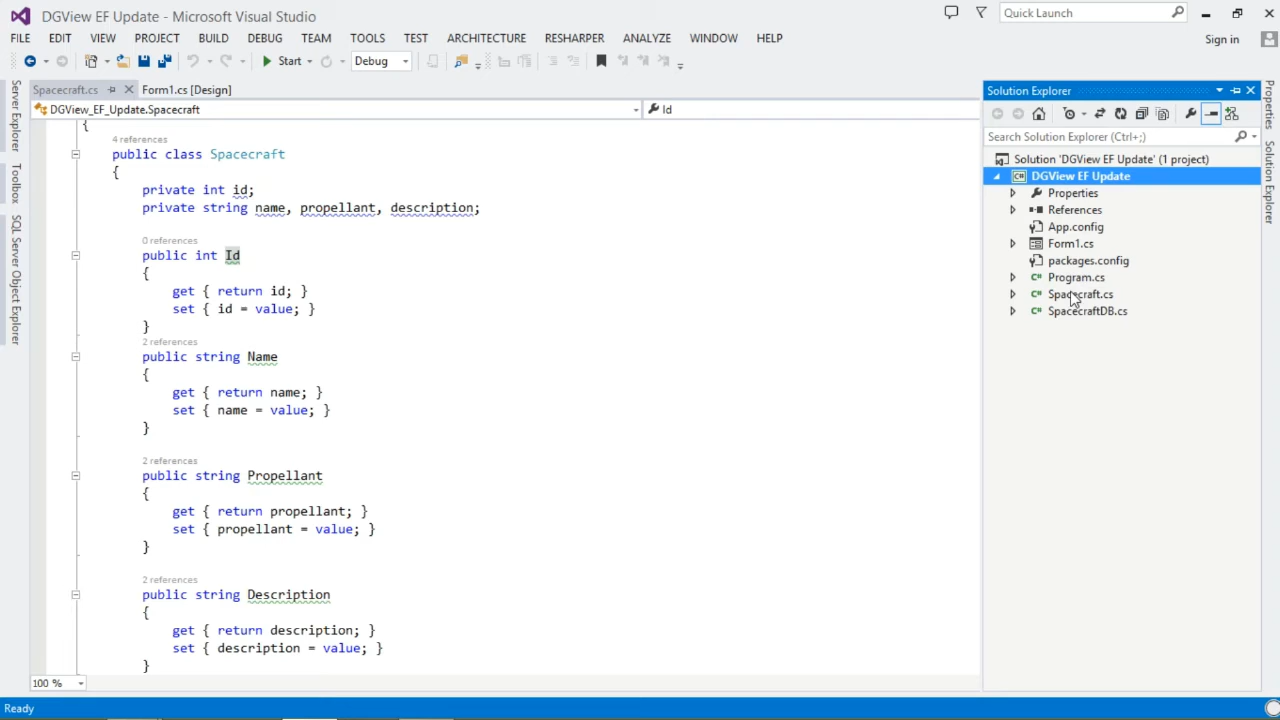 DGView EF Update - Microsoft Visual Studio
Quick Launch
FILE EDIT VIEW PROJECT BUILD DEBUG TEAM TOOLS TEST ARCHITECTURE RESHARPER ANALYZE WINDOW HELP
Sign in
Start Debug
Server Explorer
Toolbox
SQL Server Object Explorer
Spacecraft.cs Form1.cs [Design]
DGView_EF_Update.Spacecraft Id
{
4 references
public class Spacecraft
{
private int id;
private string name, propellant, description;
0 references
public int Id
{
get { return id; }
set { id = value; }
}
2 references
public string Name
{
get { return name; }
set { name = value; }
}
2 references
public string Propellant
{
get { return propellant; }
set { propellant = value; }
}
2 references
public string Description
{
get { return description; }
set { description = value; }
}
100 %
Solution Explorer
Search Solution Explorer (Ctrl+;)
Solution 'DGView EF Update' (1 project)
C# DGView EF Update
Properties
References
App.config
Form1.cs
packages.config
C# Program.cs
C# Spacecraft.cs
C# SpacecraftDB.cs
Properties
Solution Explorer
Ready